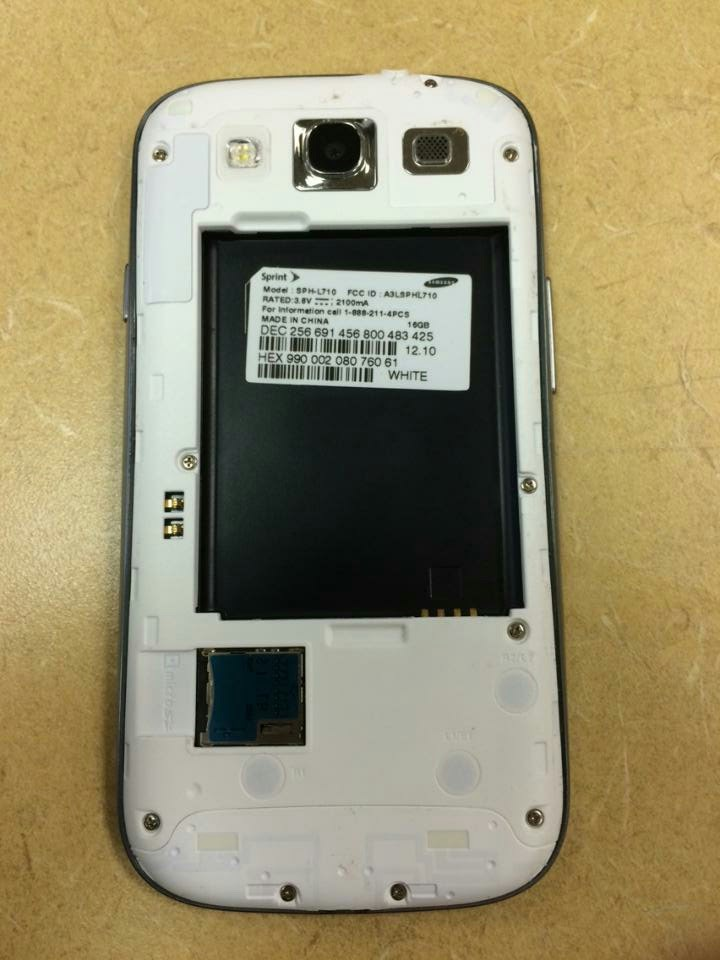 Sprint
SAMSUNG
Model : SPH-L710 FCC ID : A3LSPHL710
RATED:3.8V 2100mA
For Information call 1-888-211-4PCS
MADE IN CHINA 16GB
DEC 256 691 456 800 483 425
12.10
HEX 990 002 080 760 61
WHITE